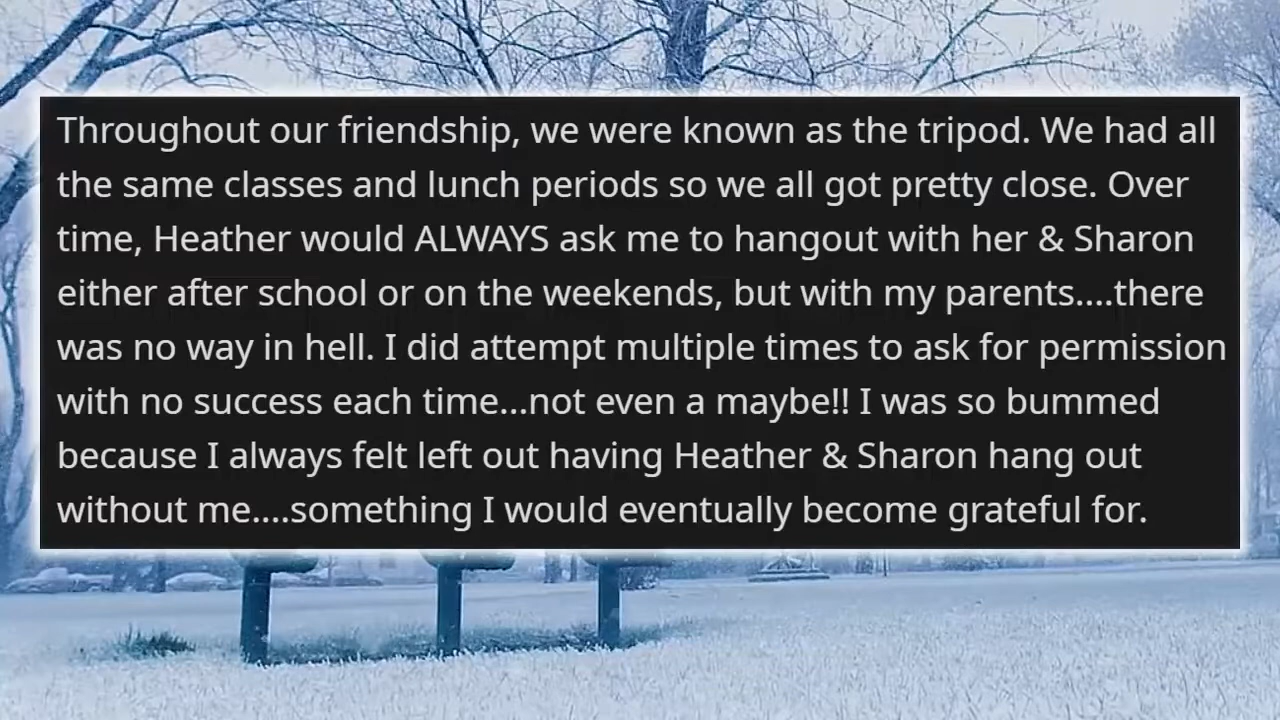 Throughout our friendship, we were known as the tripod. We had all
the same classes and lunch periods so we all got pretty close. Over
time, Heather would ALWAYS ask me to hangout with her & Sharon
either after school or on the weekends, but with my parents....there
was no way in hell. I did attempt multiple times to ask for permission
with no success each time...not even a maybe!! I was so bummed
because I always felt left out having Heather & Sharon hang out
without me....something I would eventually become grateful for.